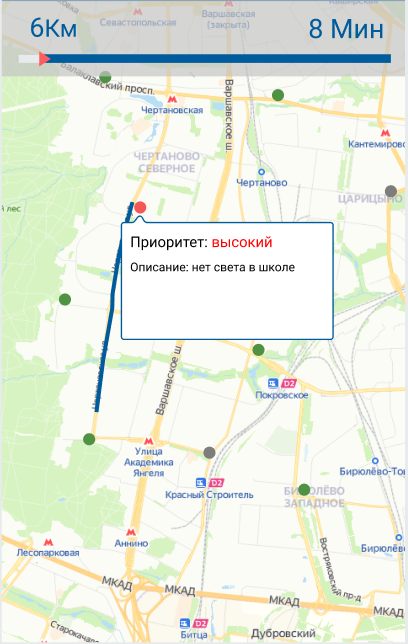 6Км
8 Мин
Севастопольская
Варшавская
(закрыта)
Балаклавский просп.
Чертановская
Варшавское ш.
Кантемировс
ЧЕРТАНОВО
СЕВЕРНОЕ
Чертаново
ЦАРИЦЫНО
й лес
Приоритет: высокий
Описание: нет света в школе
Варшавское ш.
D2
Покровское
Улица
Академика
Янгеля
D2
Красный Строитель
Бирюлёво-То
БИРЮЛЁВО
ЗАПАДНОЕ
Аннино
Лесопарковая
Бирюлёво
Востряковский пр-д
МКАД
МКАД
МКАД
D2
Битца
Дубровский
Старокачаловская